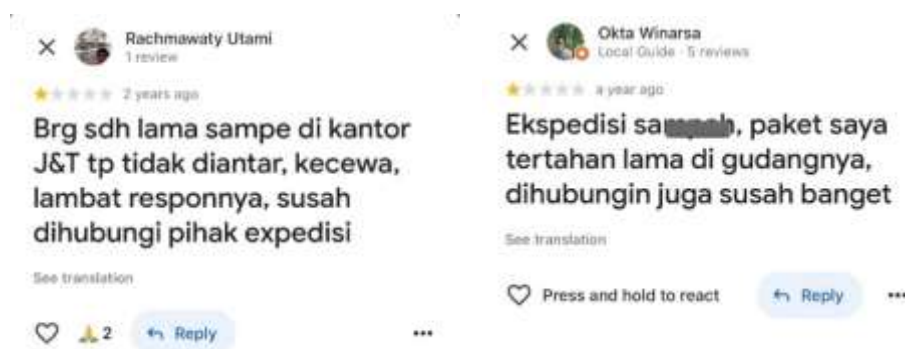 Rachmawaty Utami
1 review
2 years ago
Brg sdh lama sampe di kantor
J&T tp tidak diantar, kecewa,
lambat responnya, susah
dihubungi pihak expedisi
See translation
2
Reply
Okta Winarsa
Local Guide · 5 reviews
a year ago
Ekspedisi, paket saya
tertahan lama di gudangnya,
dihubungin juga susah banget
See translation
Press and hold to react
Reply